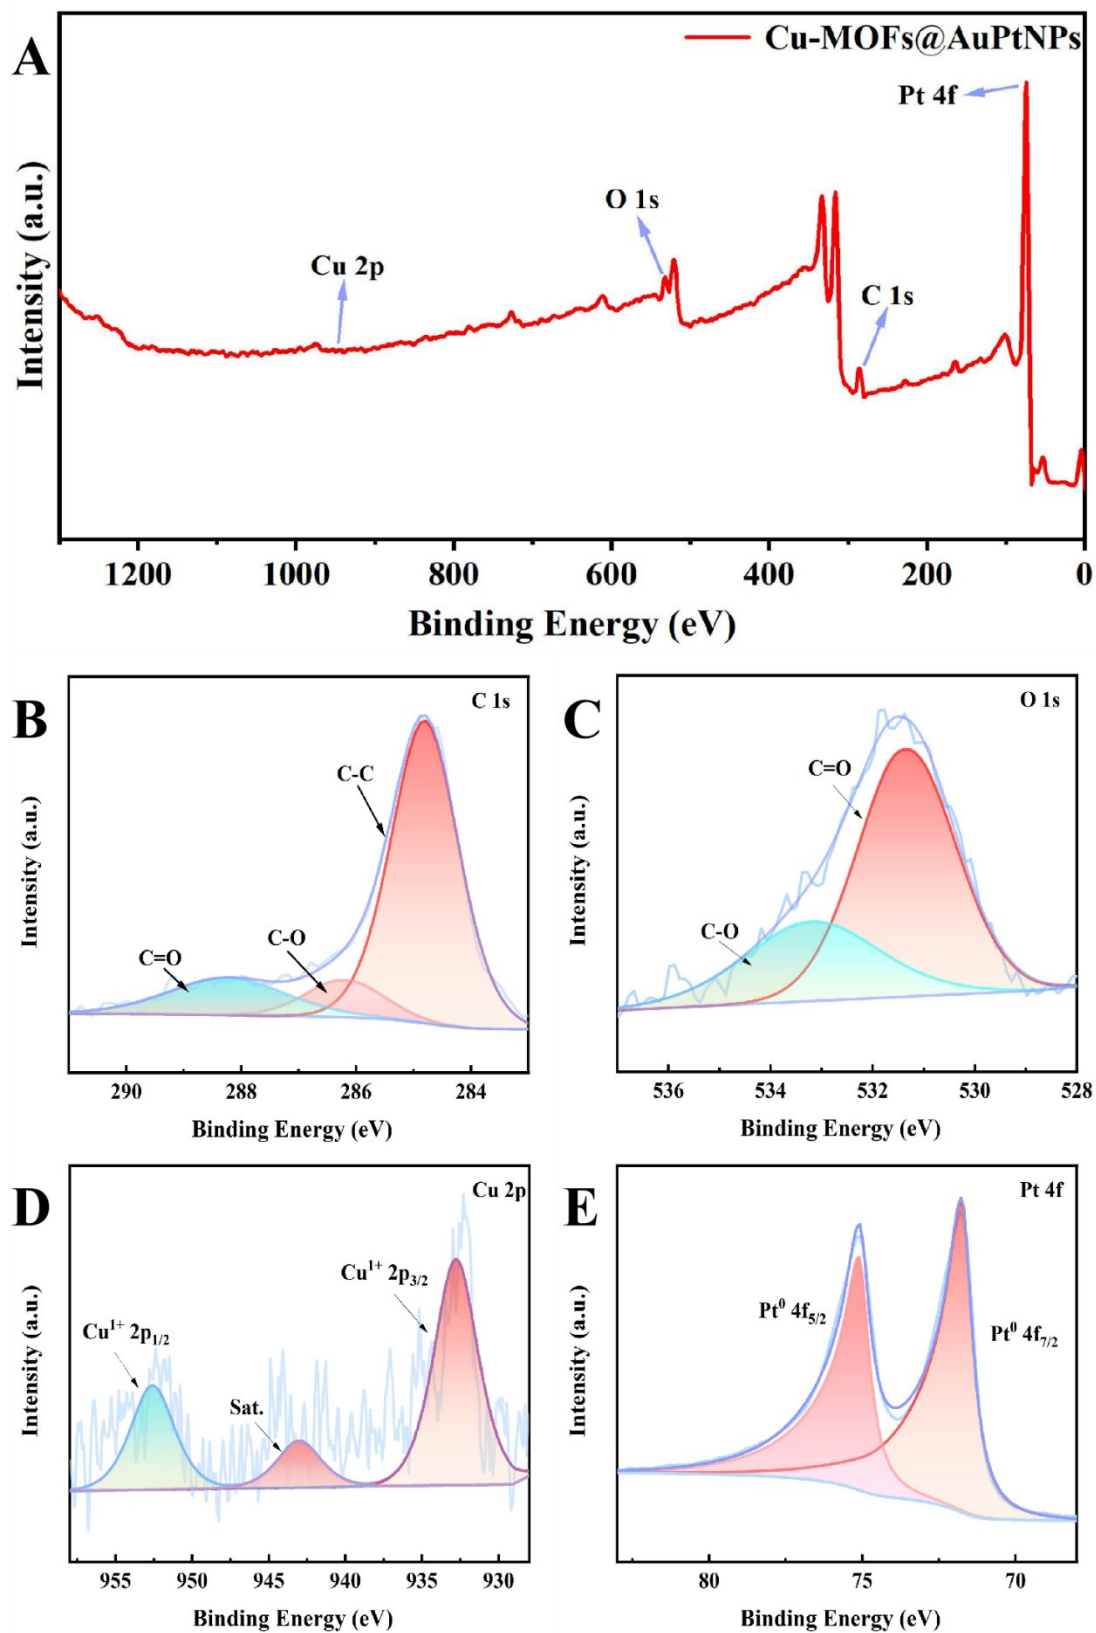 A
Cu-MOFs@AuPtNPs
Pt 4f
O 1s
Cu 2p
C 1s
Intensity (a.u.)
1200 1000 800 600 400 200 0
Binding Energy (eV)
B
C 1s
C-C
C-O
C=O
Intensity (a.u.)
290 288 286 284
Binding Energy (eV)
C
O 1s
C=O
C-O
Intensity (a.u.)
536 534 532 530 528
Binding Energy (eV)
D
Cu 2p
Cu¹⁺ 2p₃/₂
Cu¹⁺ 2p₁/₂
Sat.
Intensity (a.u.)
955 950 945 940 935 930
Binding Energy (eV)
E
Pt 4f
Pt⁰ 4f₅/₂
Pt⁰ 4f₇/₂
Intensity (a.u.)
80 75 70
Binding Energy (eV)